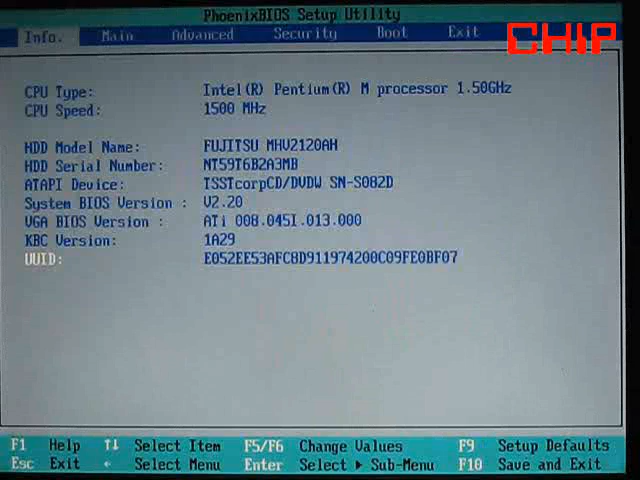 PhoenixBIOS Setup Utility
Info. Main Advanced Security Boot Exit
CHIP
CPU Type: Intel(R) Pentium(R) M processor 1.50GHz
CPU Speed: 1500 MHz
HDD Model Name: FUJITSU MHV2120AH
HDD Serial Number: NT59T6B2A3MB
ATAPI Device: TSSTcorpCD/DVDW SN-S082D
System BIOS Version : V2.20
VGA BIOS Version : ATi 008.045I.013.000
KBC Version: 1A29
UUID: E052EE53AFC8D911974200C09FE0BF07
F1 Help ↑↓ Select Item F5/F6 Change Values F9 Setup Defaults
Esc Exit ← Select Menu Enter Select ▶ Sub-Menu F10 Save and Exit